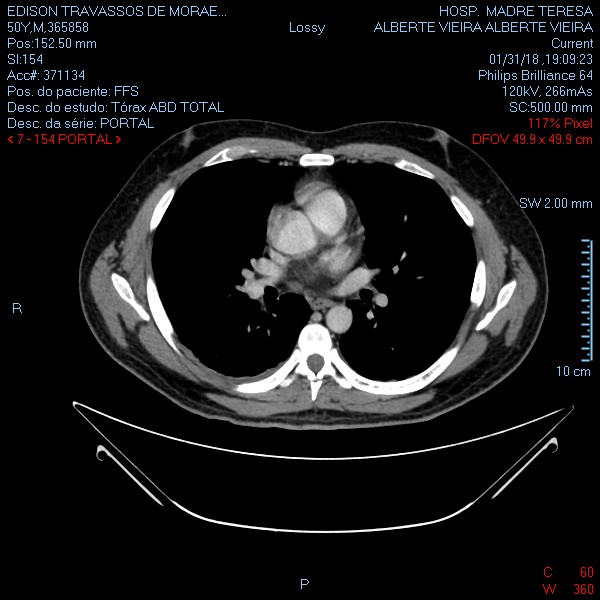 EDISON TRAVASSOS DE MORAE...
50Y,M,365858
Pos:152.50 mm
SI:154
Acc#: 371134
Pos. do paciente: FFS
Desc. do estudo: Tórax ABD TOTAL
Desc. da série: PORTAL
< 7 - 154 PORTAL >
Lossy
HOSP. MADRE TERESA
ALBERTE VIEIRA ALBERTE VIEIRA
Current
01/31/18 ,19:09:23
Philips Brilliance 64
120kV, 266mAs
SC:500.00 mm
117% Pixel
DFOV 49.9 x 49.9 cm
SW 2.00 mm
R
10 cm
P
C 60
W 360